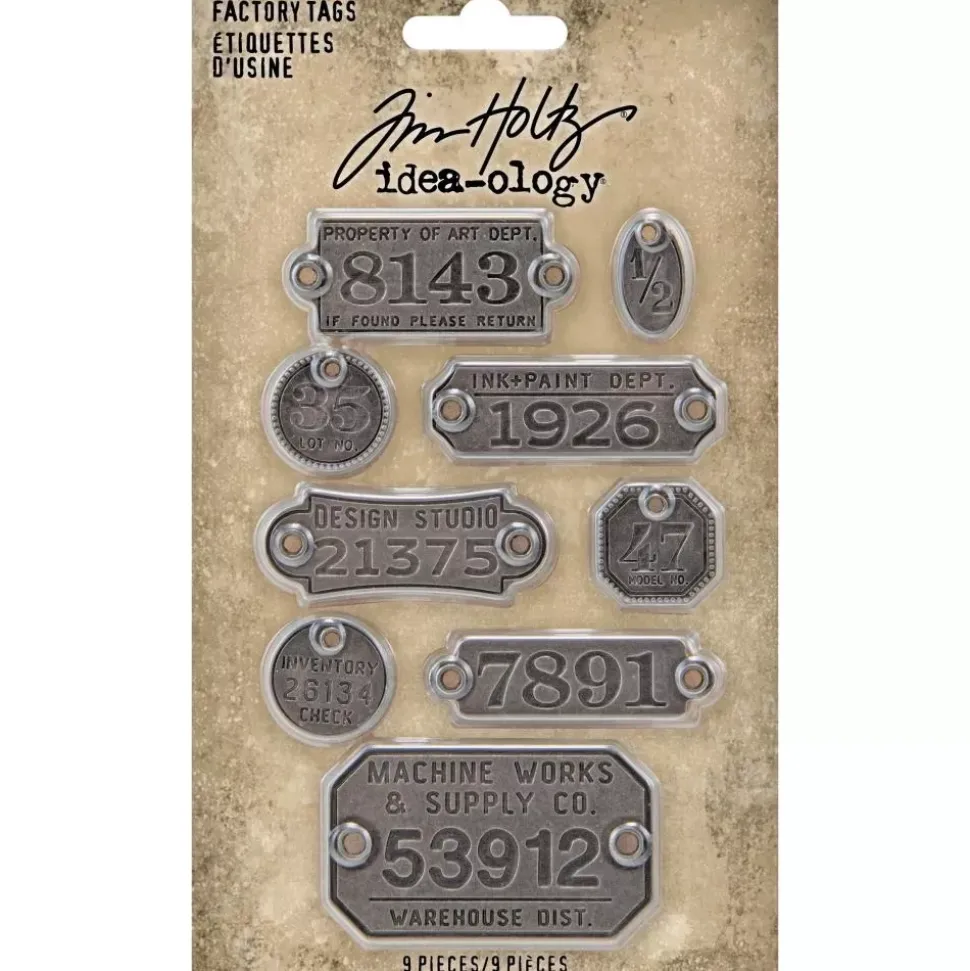 FACTORY TAGS
ÉTIQUETTES
D'USINE
Tim Holtz®
idea-ology®
PROPERTY OF ART DEPT.
8143
IF FOUND PLEASE RETURN
1/2
35
LOT NO.
INK+PAINT DEPT.
1926
DESIGN STUDIO
21375
47
MODEL NO.
INVENTORY
26134
CHECK
7891
MACHINE WORKS
& SUPPLY CO.
53912
WAREHOUSE DIST.
9 PIECES/9 PIÈCES